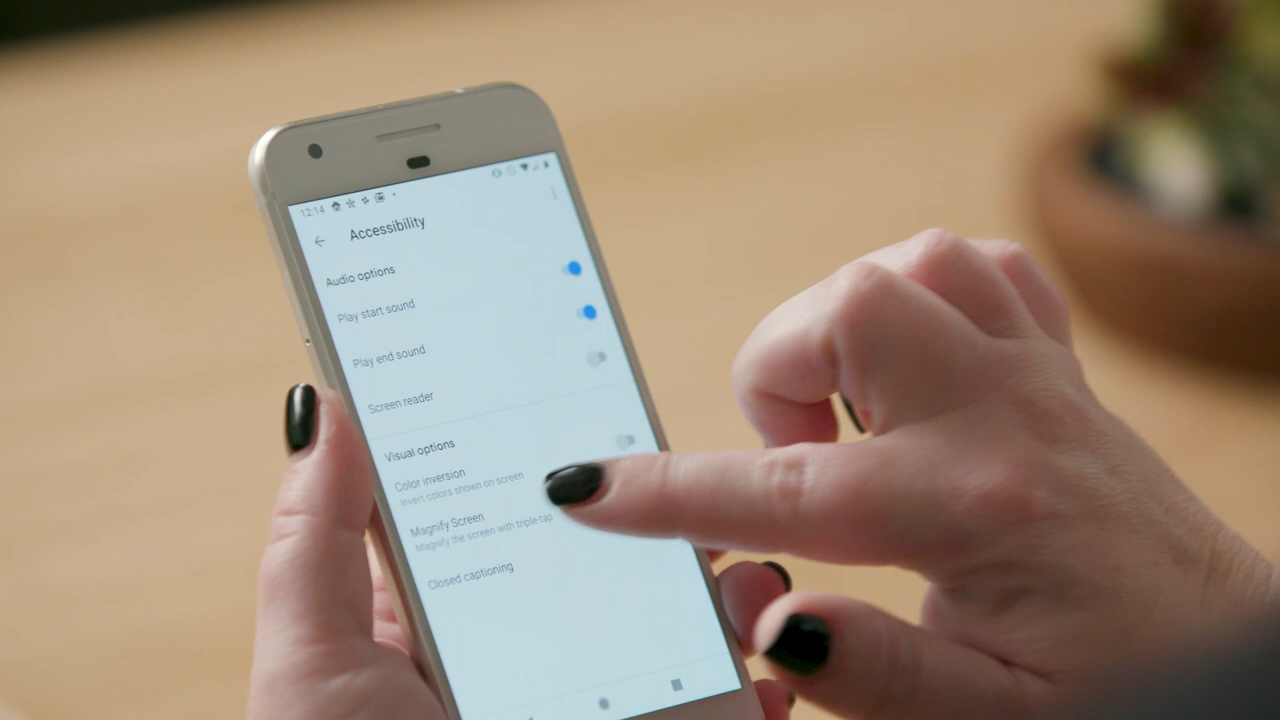 12:14
Accessibility
Audio options
Play start sound
Play end sound
Screen reader
Visual options
Color inversion
Invert colors shown on screen
Magnify Screen
Magnify the screen with triple-tap
Closed captioning